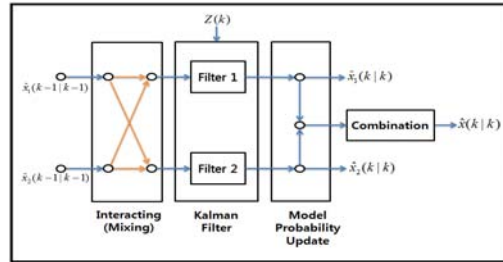 Z(k)
Filter 1
x̂₁(k|k)
x̂₁(k−1|k−1)
Combination
x̂(k|k)
Filter 2
x̂₂(k−1|k−1)
x̂₂(k|k)
Interacting
(Mixing)
Kalman
Filter
Model
Probability
Update